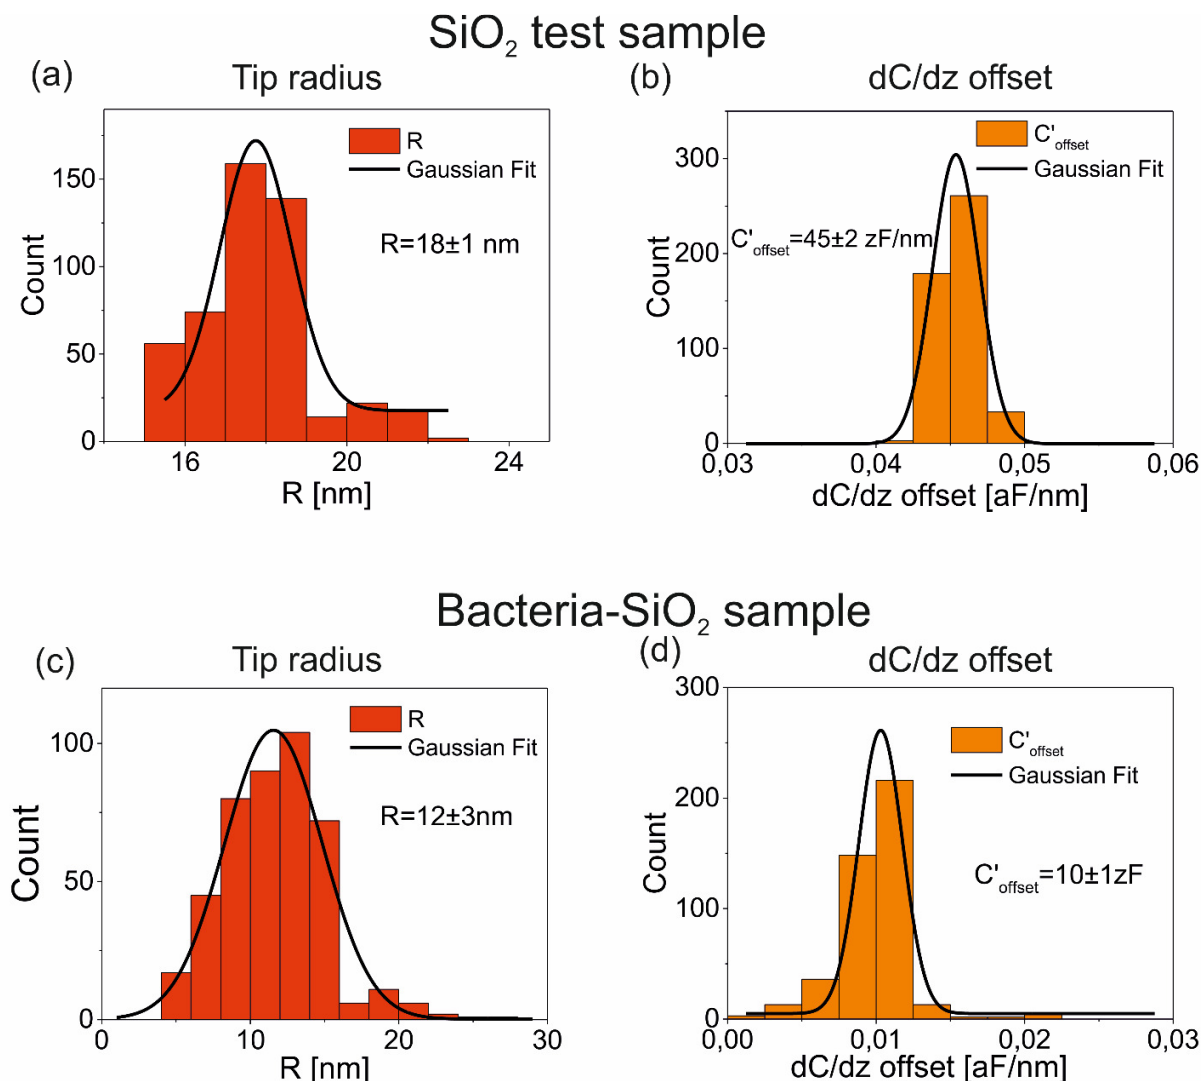 SiO₂ test sample
(a)
Tip radius
R
Gaussian Fit
R=18±1 nm
Count
150
100
50
0
16
20
24
R [nm]
(b)
dC/dz offset
C'offset
Gaussian Fit
C'offset=45±2 zF/nm
Count
300
200
100
0
0,03
0,04
0,05
0,06
dC/dz offset [aF/nm]
Bacteria-SiO₂ sample
(c)
Tip radius
R
Gaussian Fit
R=12±3nm
Count
100
50
0
0
10
20
30
R [nm]
(d)
dC/dz offset
C'offset
Gaussian Fit
C'offset=10±1zF
Count
300
200
100
0
0,00
0,01
0,02
0,03
dC/dz offset [aF/nm]